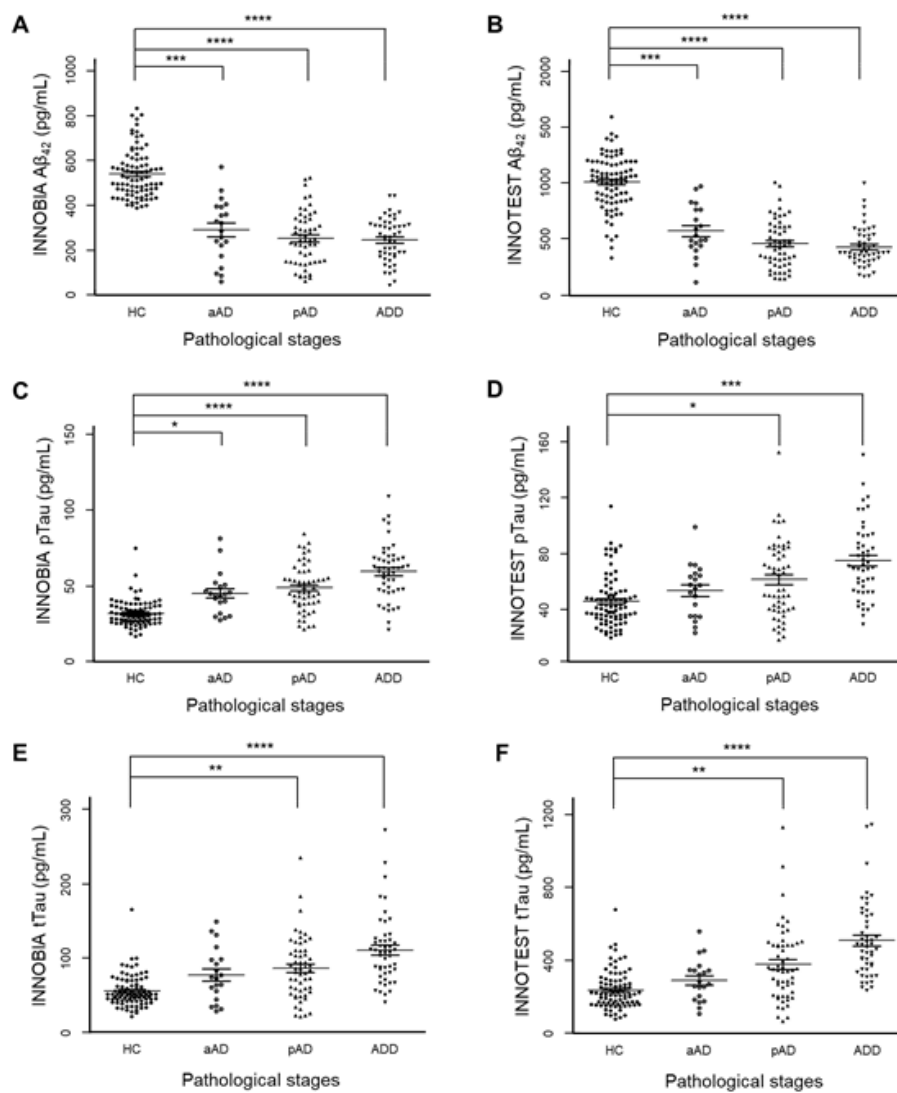 A
****
****
***
INNOBIA Aβ42 (pg/mL)
1000
800
600
400
200
0
HC aAD pAD ADD
Pathological stages
B
****
****
***
INNOTEST Aβ42 (pg/mL)
2000
500
1000
500
0
HC aAD pAD ADD
Pathological stages
C
****
****
*
INNOBIA pTau (pg/mL)
150
100
50
0
HC aAD pAD ADD
Pathological stages
D
***
*
INNOTEST pTau (pg/mL)
160
120
80
40
0
HC aAD pAD ADD
Pathological stages
E
****
**
INNOBIA tTau (pg/mL)
300
200
100
0
HC aAD pAD ADD
Pathological stages
F
****
**
INNOTEST tTau (pg/mL)
1200
800
400
0
HC aAD pAD ADD
Pathological stages